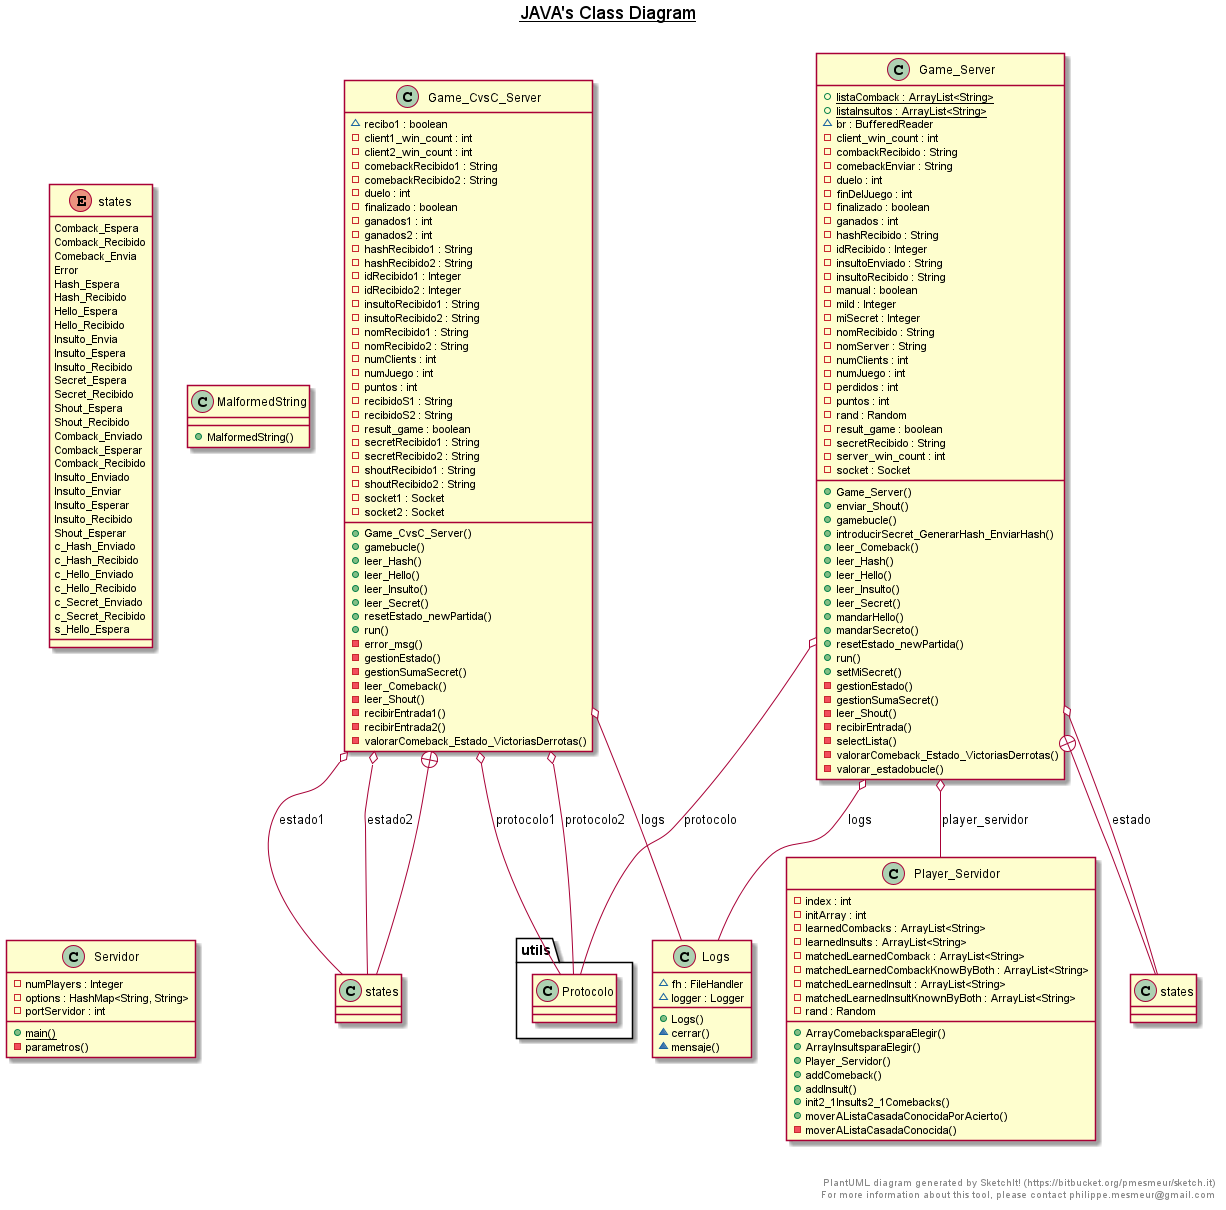 JAVA's Class Diagram
states
Comback_Espera
Comback_Recibido
Comeback_Envia
Error
Hash_Espera
Hash_Recibido
Hello_Espera
Hello_Recibido
Insulto_Envia
Insulto_Espera
Insulto_Recibido
Secret_Espera
Secret_Recibido
Shout_Espera
Shout_Recibido
Comback_Enviado
Comback_Esperar
Comback_Recibido
Insulto_Enviado
Insulto_Enviar
Insulto_Esperar
Insulto_Recibido
Shout_Esperar
c_Hash_Enviado
c_Hash_Recibido
c_Hello_Enviado
c_Hello_Recibido
c_Secret_Enviado
c_Secret_Recibido
s_Hello_Espera
MalformedString
MalformedString()
Game_CvsC_Server
recibo1 : boolean
client1_win_count : int
client2_win_count : int
comebackRecibido1 : String
comebackRecibido2 : String
duelo : int
finalizado : boolean
ganados1 : int
ganados2 : int
hashRecibido1 : String
hashRecibido2 : String
idRecibido1 : Integer
idRecibido2 : Integer
insultoRecibido1 : String
insultoRecibido2 : String
nomRecibido1 : String
nomRecibido2 : String
numClients : int
numJuego : int
puntos : int
recibidoS1 : String
recibidoS2 : String
result_game : boolean
secretRecibido1 : String
secretRecibido2 : String
shoutRecibido1 : String
shoutRecibido2 : String
socket1 : Socket
socket2 : Socket
Game_CvsC_Server()
gamebucle()
leer_Hash()
leer_Hello()
leer_Insulto()
leer_Secret()
resetEstado_newPartida()
run()
error_msg()
gestionEstado()
gestionSumaSecret()
leer_Comeback()
leer_Shout()
recibirEntrada1()
recibirEntrada2()
valorarComeback_Estado_VictoriasDerrotas()
Game_Server
listaComback : ArrayList<String>
listaInsultos : ArrayList<String>
br : BufferedReader
client_win_count : int
combackRecibido : String
comebackEnviar : String
duelo : int
finDelJuego : int
finalizado : boolean
ganados : int
hashRecibido : String
idRecibido : Integer
insultoEnviado : String
insultoRecibido : String
manual : boolean
miId : Integer
miSecret : Integer
nomRecibido : String
nomServer : String
numClients : int
numJuego : int
perdidos : int
puntos : int
rand : Random
result_game : boolean
secretRecibido : String
server_win_count : int
socket : Socket
Game_Server()
enviar_Shout()
gamebucle()
introducirSecret_GenerarHash_EnviarHash()
leer_Comeback()
leer_Hash()
leer_Hello()
leer_Insulto()
leer_Secret()
mandarHello()
mandarSecreto()
resetEstado_newPartida()
run()
setMiSecret()
gestionEstado()
gestionSumaSecret()
leer_Shout()
recibirEntrada()
selectLista()
valorarComeback_Estado_VictoriasDerrotas()
valorar_estadobucle()
estado1
estado2
protocolo1
protocolo2
logs
protocolo
logs
player_servidor
estado
Servidor
numPlayers : Integer
options : HashMap<String, String>
portServidor : int
main()
parametros()
states
utils
Protocolo
Logs
fh : FileHandler
logger : Logger
Logs()
cerrar()
mensaje()
Player_Servidor
index : int
initArray : int
learnedCombacks : ArrayList<String>
learnedInsults : ArrayList<String>
matchedLearnedComback : ArrayList<String>
matchedLearnedCombackKnowByBoth : ArrayList<String>
matchedLearnedInsult : ArrayList<String>
matchedLearnedInsultKnownByBoth : ArrayList<String>
rand : Random
ArrayComebacksparaElegir()
ArrayInsultsparaElegir()
Player_Servidor()
addComeback()
addInsult()
init2_1Insults2_1Comebacks()
moverAListaCasadaConocidaPorAcierto()
moverAListaCasadaConocida()
states
PlantUML diagram generated by SketchIt! (https://bitbucket.org/pmesmeur/sketch.it)
For more information about this tool, please contact philippe.mesmeur@gmail.com